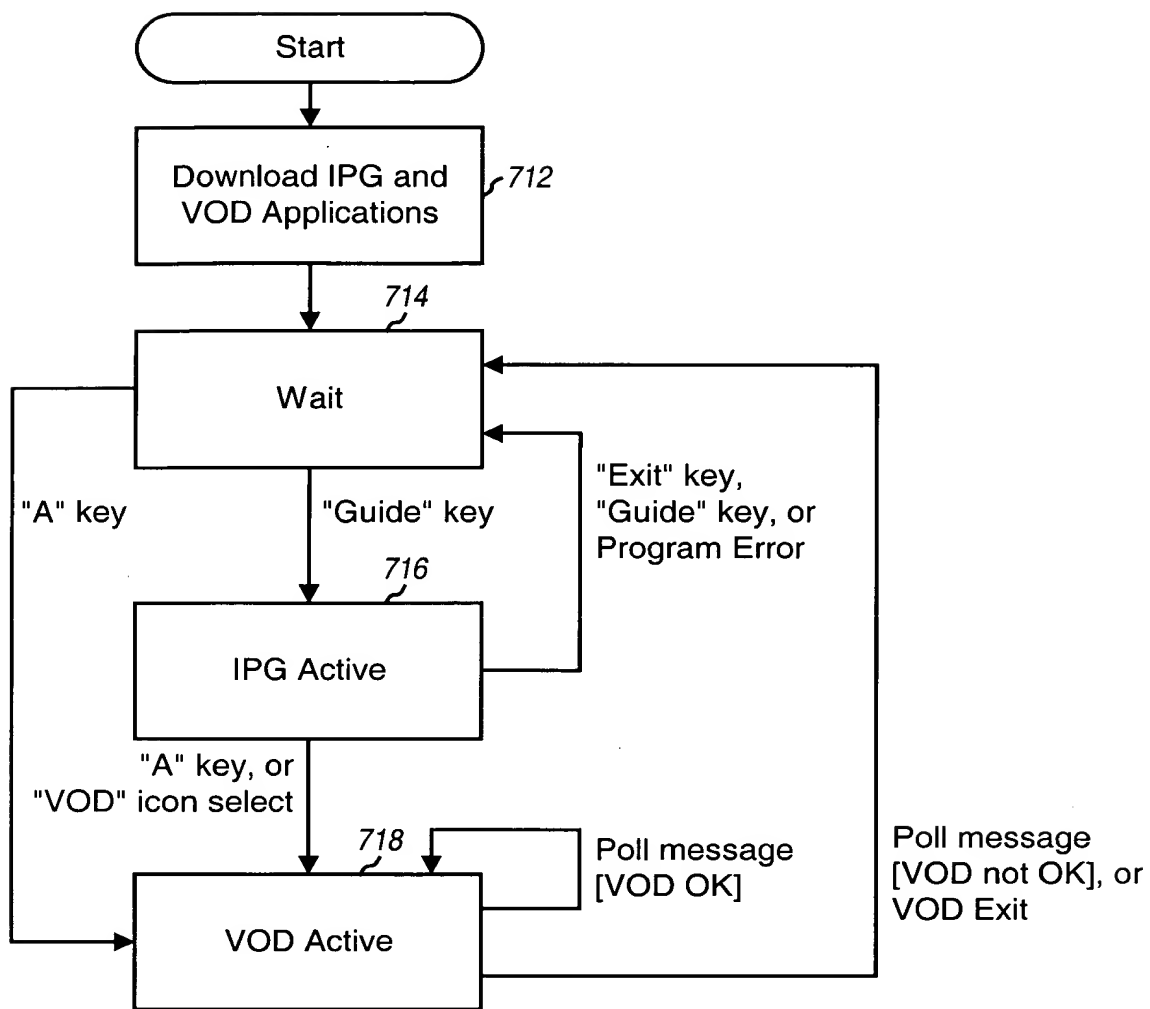 Start
Download IPG and
VOD Applications
712
714
Wait
"A" key
"Guide" key
"Exit" key,
"Guide" key, or
Program Error
716
IPG Active
"A" key, or
"VOD" icon select
718
Poll message
[VOD OK]
Poll message
[VOD not OK], or
VOD Exit
VOD Active